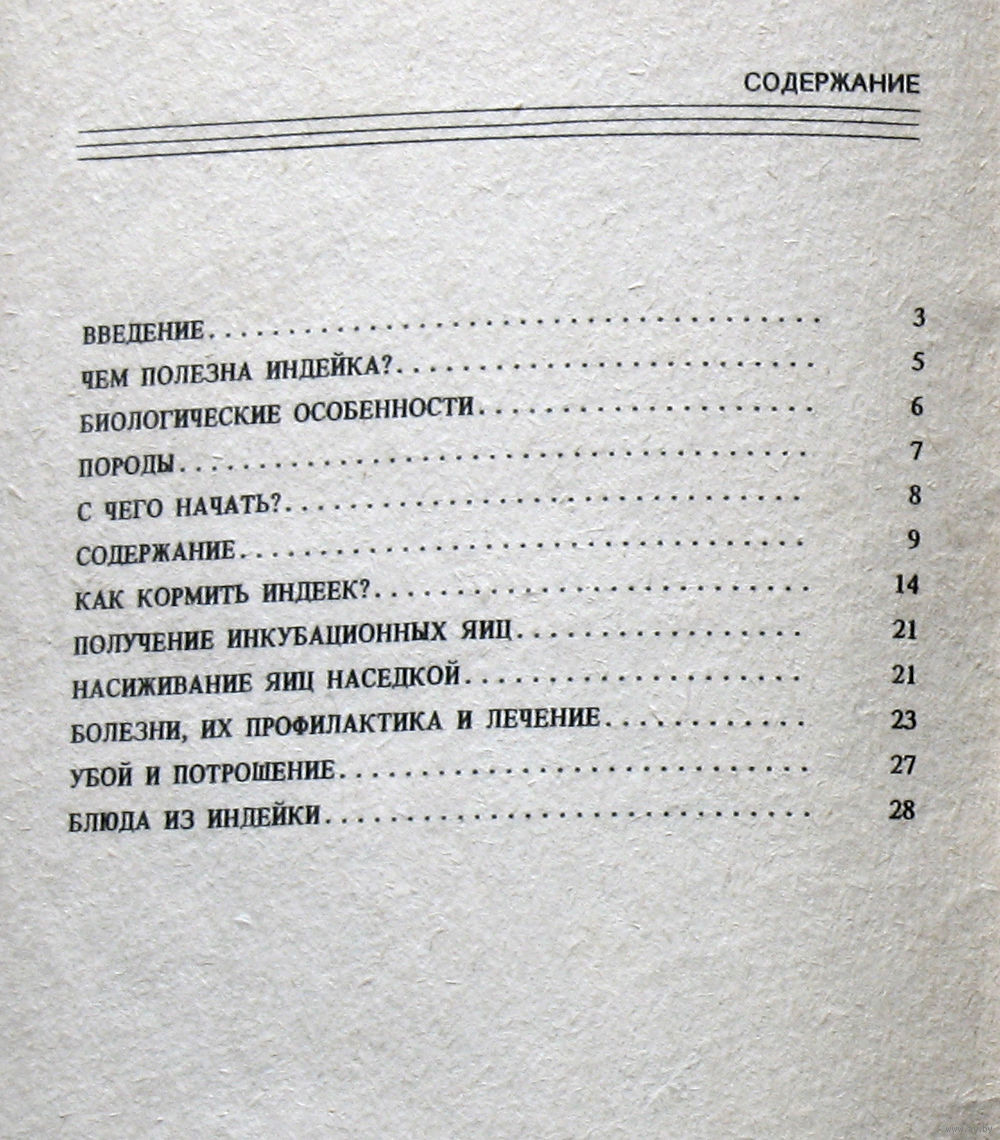 СОДЕРЖАНИЕ
ВВЕДЕНИЕ. . . . . . . . . . . . . . . . . . . . . . . . . . . . . . . . . . . . . . . 3
ЧЕМ ПОЛЕЗНА ИНДЕЙКА?. . . . . . . . . . . . . . . . . . . . . . . . . . 5
БИОЛОГИЧЕСКИЕ ОСОБЕННОСТИ. . . . . . . . . . . . . . . . . . . . . 6
ПОРОДЫ. . . . . . . . . . . . . . . . . . . . . . . . . . . . . . . . . . . . . . . 7
С ЧЕГО НАЧАТЬ?. . . . . . . . . . . . . . . . . . . . . . . . . . . . . . . . 8
СОДЕРЖАНИЕ. . . . . . . . . . . . . . . . . . . . . . . . . . . . . . . . . . . 9
КАК КОРМИТЬ ИНДЕЕК?. . . . . . . . . . . . . . . . . . . . . . . . . . . 14
ПОЛУЧЕНИЕ ИНКУБАЦИОННЫХ ЯИЦ. . . . . . . . . . . . . . . . . . 21
НАСИЖИВАНИЕ ЯИЦ НАСЕДКОЙ. . . . . . . . . . . . . . . . . . . . . 21
БОЛЕЗНИ, ИХ ПРОФИЛАКТИКА И ЛЕЧЕНИЕ. . . . . . . . . . . . . 23
УБОЙ И ПОТРОШЕНИЕ. . . . . . . . . . . . . . . . . . . . . . . . . . . . . 27
БЛЮДА ИЗ ИНДЕЙКИ. . . . . . . . . . . . . . . . . . . . . . . . . . . . . . 28